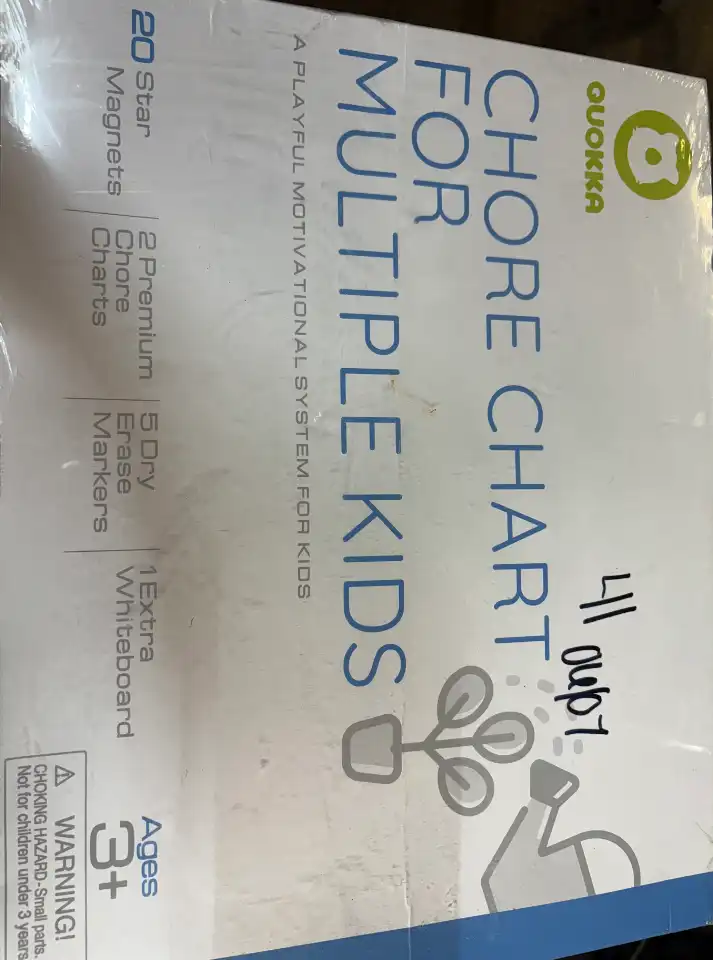 QUOKKA
CHORE CHART
FOR
MULTIPLE KIDS
A PLAYFUL MOTIVATIONAL SYSTEM FOR KIDS
20 Star
Magnets
2 Premium
Chore
Charts
5 Dry
Erase
Markers
1 Extra
Whiteboard
Ages
3+
WARNING!
CHOKING HAZARD-Small parts.
Not for children under 3 years